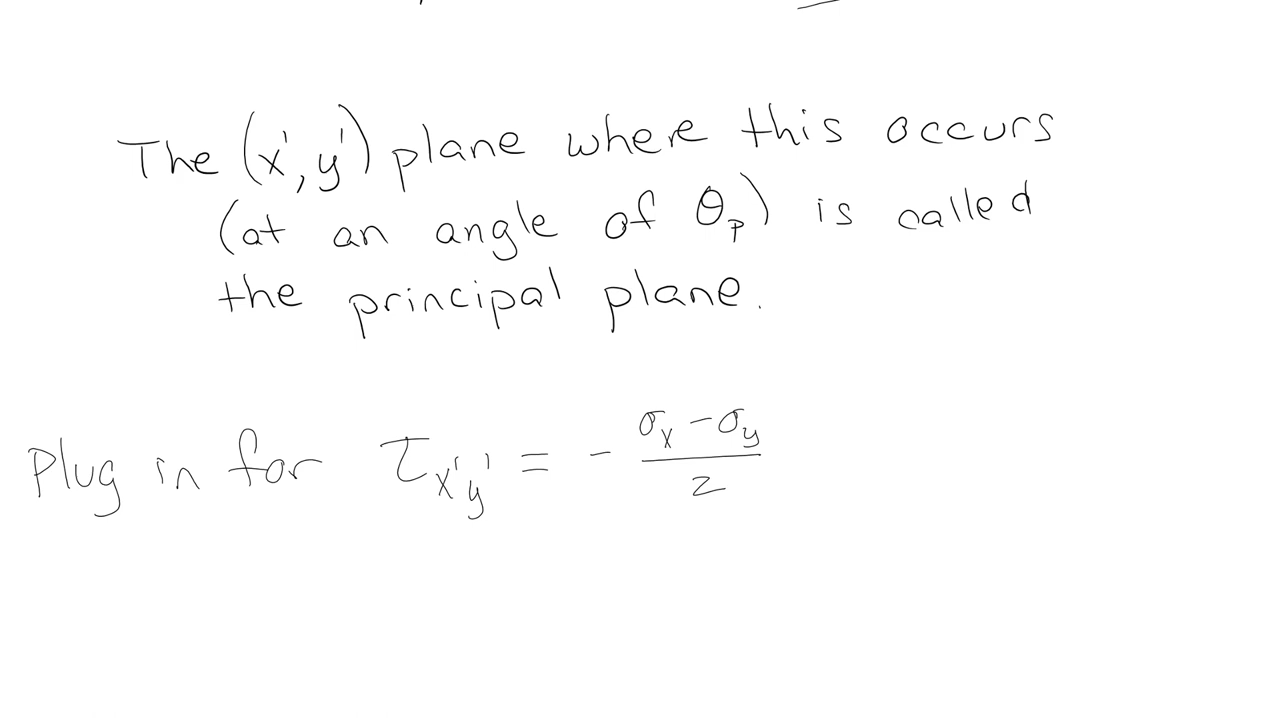 The (x', y') plane where this occurs
(at an angle of θₚ) is called
the principal plane.
Plug in for τₓ'ᵧ' = - (σₓ - σᵧ)/2